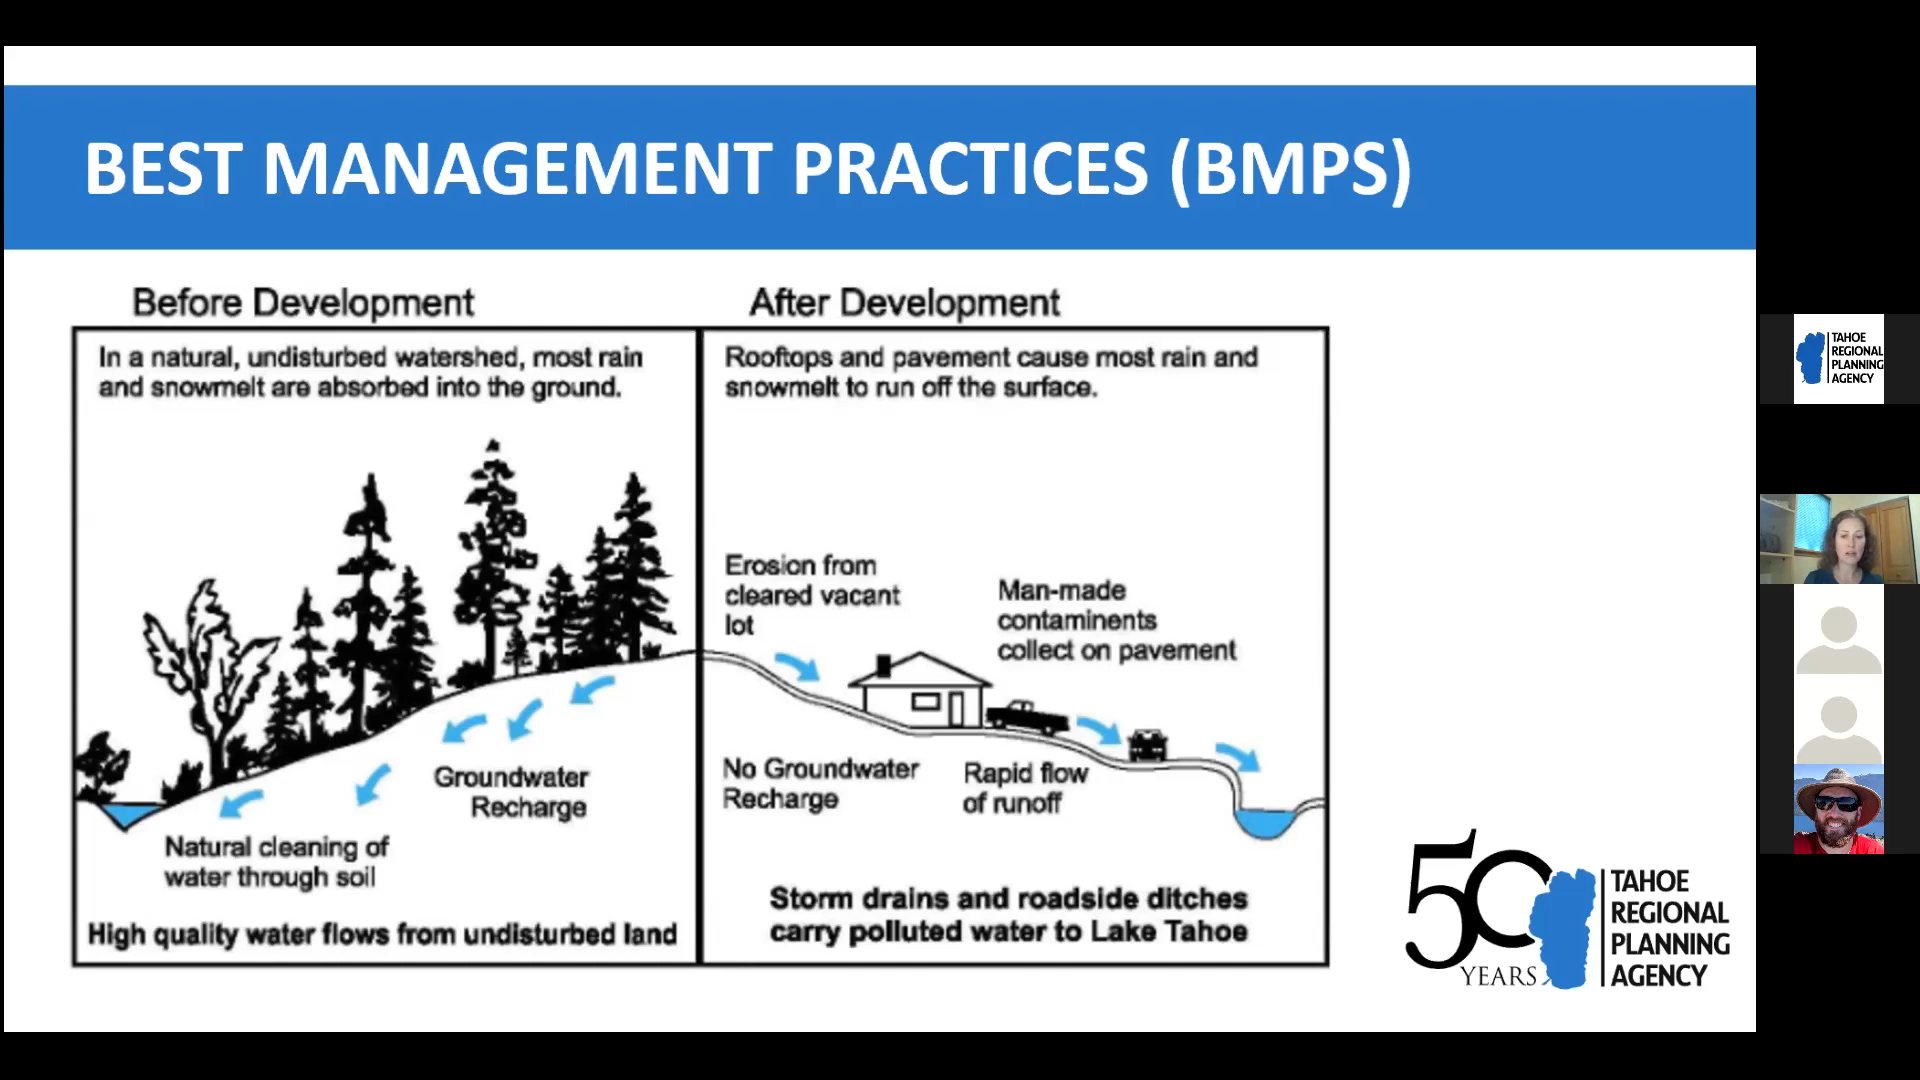 BEST MANAGEMENT PRACTICES (BMPS)
Before Development
In a natural, undisturbed watershed, most rain
and snowmelt are absorbed into the ground.
Groundwater
Recharge
Natural cleaning of
water through soil
High quality water flows from undisturbed land
After Development
Rooftops and pavement cause most rain and
snowmelt to run off the surface.
Erosion from
cleared vacant
lot
Man-made
contaminents
collect on pavement
No Groundwater
Recharge
Rapid flow
of runoff
Storm drains and roadside ditches
carry polluted water to Lake Tahoe
50
YEARS
TAHOE
REGIONAL
PLANNING
AGENCY
TAHOE
REGIONAL
PLANNING
AGENCY